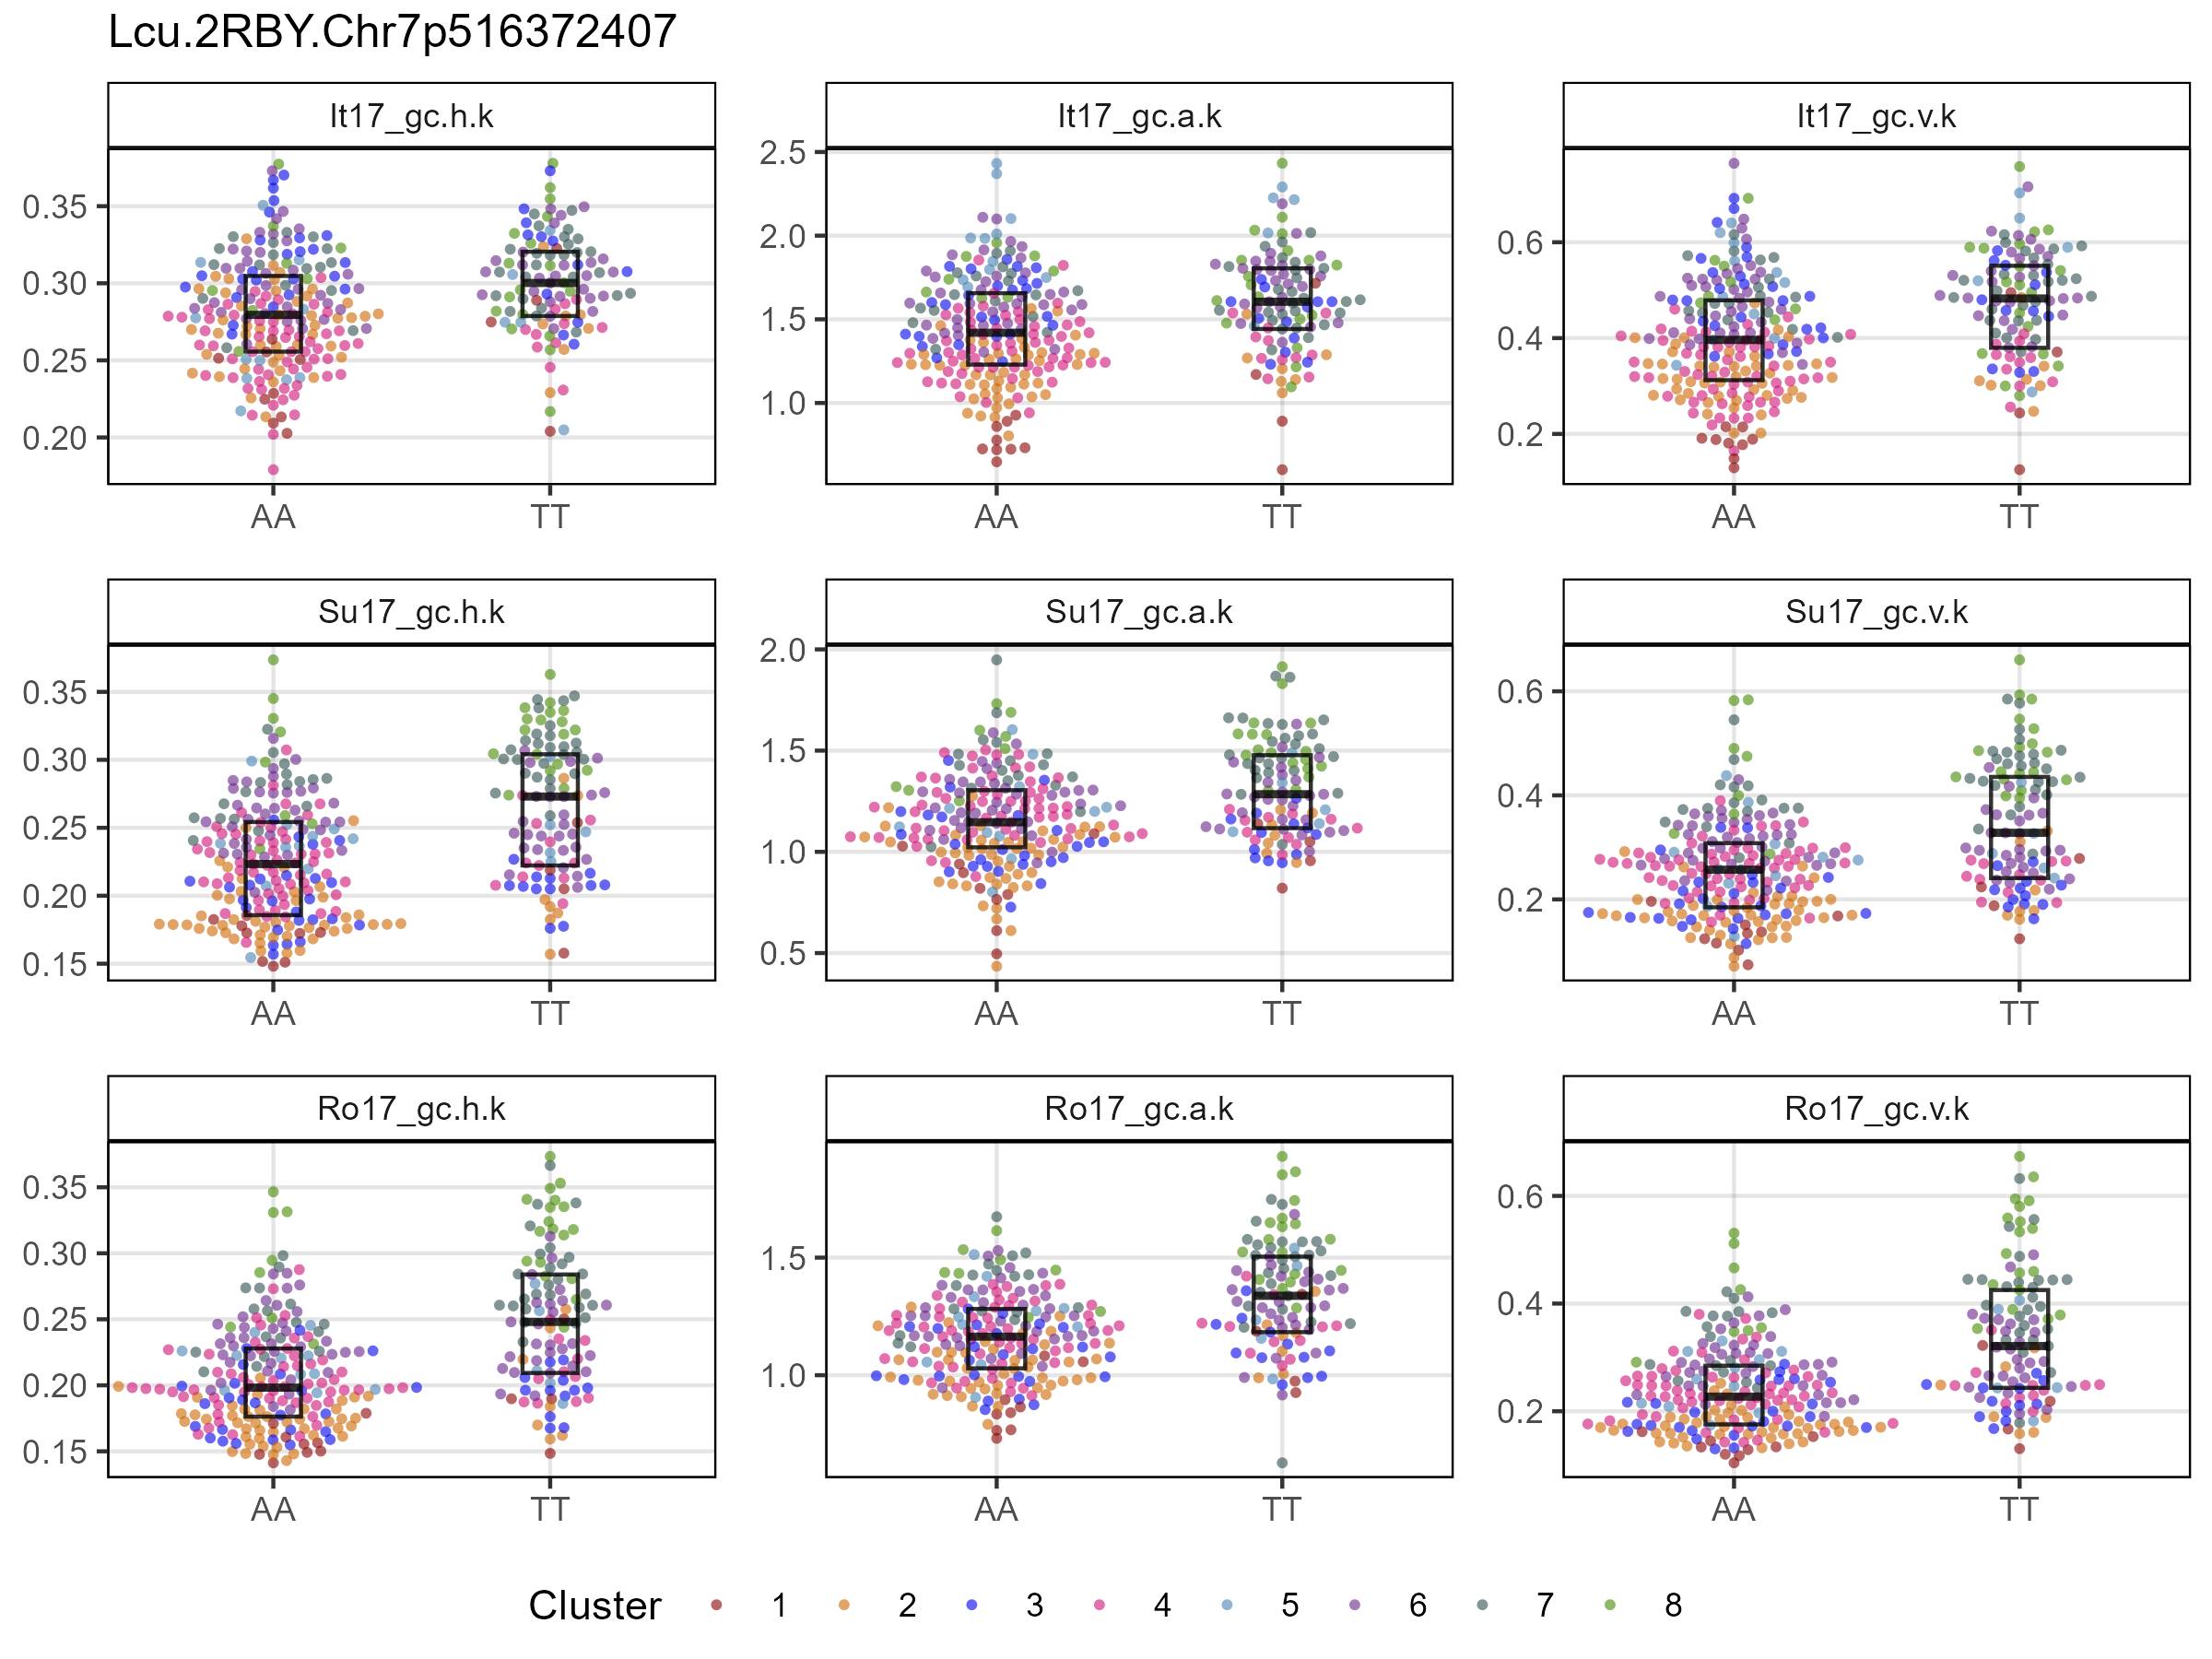 Lcu.2RBY.Chr7p516372407
It17_gc.h.k
It17_gc.a.k
It17_gc.v.k
0.35
0.30
0.25
0.20
2.5
2.0
1.5
1.0
0.6
0.4
0.2
AA TT
AA TT
AA TT
Su17_gc.h.k
Su17_gc.a.k
Su17_gc.v.k
0.35
0.30
0.25
0.20
0.15
2.0
1.5
1.0
0.5
0.6
0.4
0.2
AA TT
AA TT
AA TT
Ro17_gc.h.k
Ro17_gc.a.k
Ro17_gc.v.k
0.35
0.30
0.25
0.20
0.15
1.5
1.0
0.6
0.4
0.2
AA TT
AA TT
AA TT
Cluster 1 2 3 4 5 6 7 8